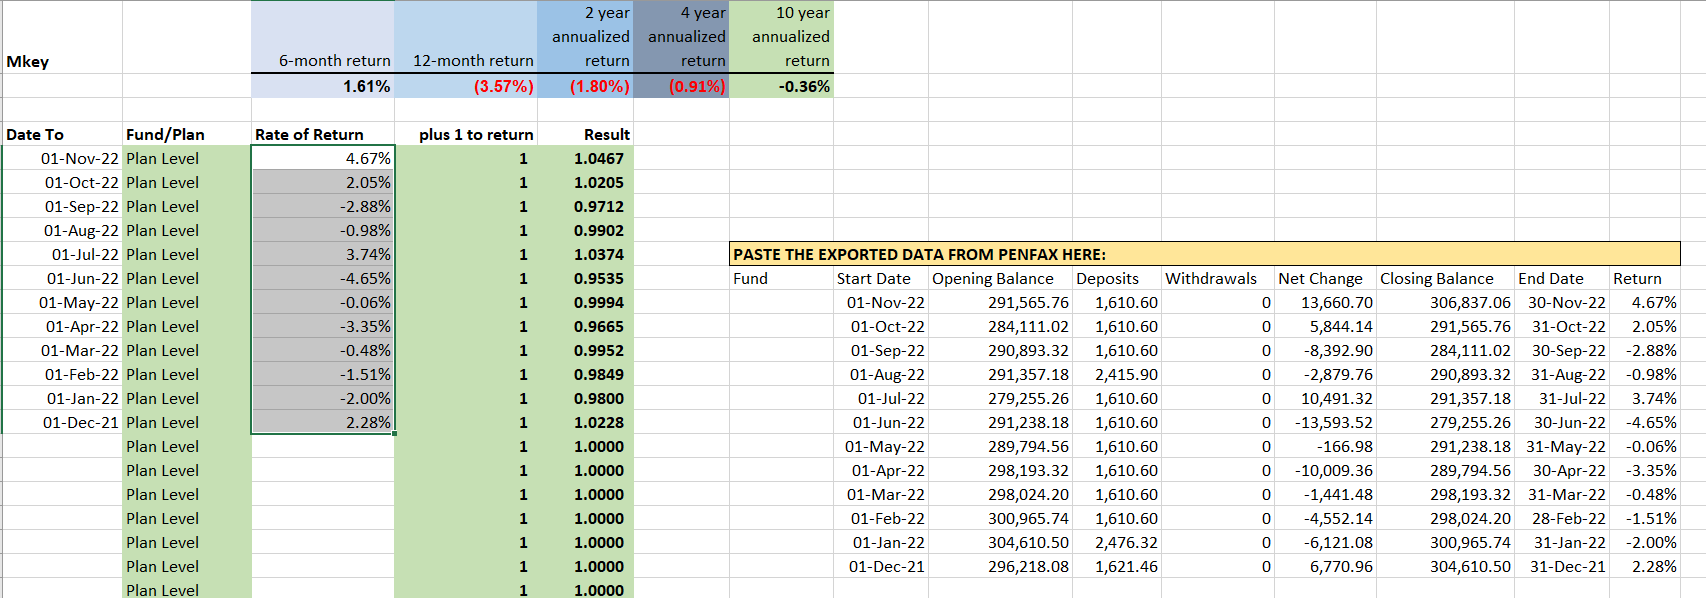 2 year 4 year 10 year
annualized annualized annualized
Mkey 6-month return 12-month return return return return
1.61% (3.57%) (1.80%) (0.91%) -0.36%
Date To Fund/Plan Rate of Return plus 1 to return Result
01-Nov-22 Plan Level 4.67% 1 1.0467
01-Oct-22 Plan Level 2.05% 1 1.0205
01-Sep-22 Plan Level -2.88% 1 0.9712
01-Aug-22 Plan Level -0.98% 1 0.9902
01-Jul-22 Plan Level 3.74% 1 1.0374 PASTE THE EXPORTED DATA FROM PENFAX HERE:
01-Jun-22 Plan Level -4.65% 1 0.9535 Fund Start Date Opening Balance Deposits Withdrawals Net Change Closing Balance End Date Return
01-May-22 Plan Level -0.06% 1 0.9994 01-Nov-22 291,565.76 1,610.60 0 13,660.70 306,837.06 30-Nov-22 4.67%
01-Apr-22 Plan Level -3.35% 1 0.9665 01-Oct-22 284,111.02 1,610.60 0 5,844.14 291,565.76 31-Oct-22 2.05%
01-Mar-22 Plan Level -0.48% 1 0.9952 01-Sep-22 290,893.32 1,610.60 0 -8,392.90 284,111.02 30-Sep-22 -2.88%
01-Feb-22 Plan Level -1.51% 1 0.9849 01-Aug-22 291,357.18 2,415.90 0 -2,879.76 290,893.32 31-Aug-22 -0.98%
01-Jan-22 Plan Level -2.00% 1 0.9800 01-Jul-22 279,255.26 1,610.60 0 10,491.32 291,357.18 31-Jul-22 3.74%
01-Dec-21 Plan Level 2.28% 1 1.0228 01-Jun-22 291,238.18 1,610.60 0 -13,593.52 279,255.26 30-Jun-22 -4.65%
Plan Level 1 1.0000 01-May-22 289,794.56 1,610.60 0 -166.98 291,238.18 31-May-22 -0.06%
Plan Level 1 1.0000 01-Apr-22 298,193.32 1,610.60 0 -10,009.36 289,794.56 30-Apr-22 -3.35%
Plan Level 1 1.0000 01-Mar-22 298,024.20 1,610.60 0 -1,441.48 298,193.32 31-Mar-22 -0.48%
Plan Level 1 1.0000 01-Feb-22 300,965.74 1,610.60 0 -4,552.14 298,024.20 28-Feb-22 -1.51%
Plan Level 1 1.0000 01-Jan-22 304,610.50 2,476.32 0 -6,121.08 300,965.74 31-Jan-22 -2.00%
Plan Level 1 1.0000 01-Dec-21 296,218.08 1,621.46 0 6,770.96 304,610.50 31-Dec-21 2.28%
Plan Level 1 1.0000